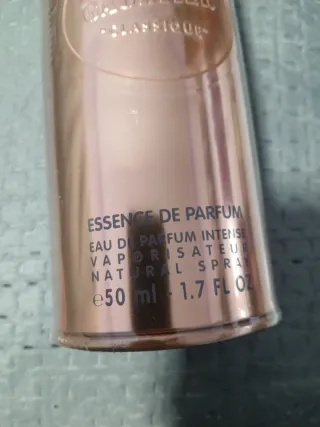 "CLASSIQUE"
ESSENCE DE PARFUM
EAU DE PARFUM INTENSE
VAPORISATEUR
NATURAL SPRAY
℮50 ml · 1.7 FL OZ